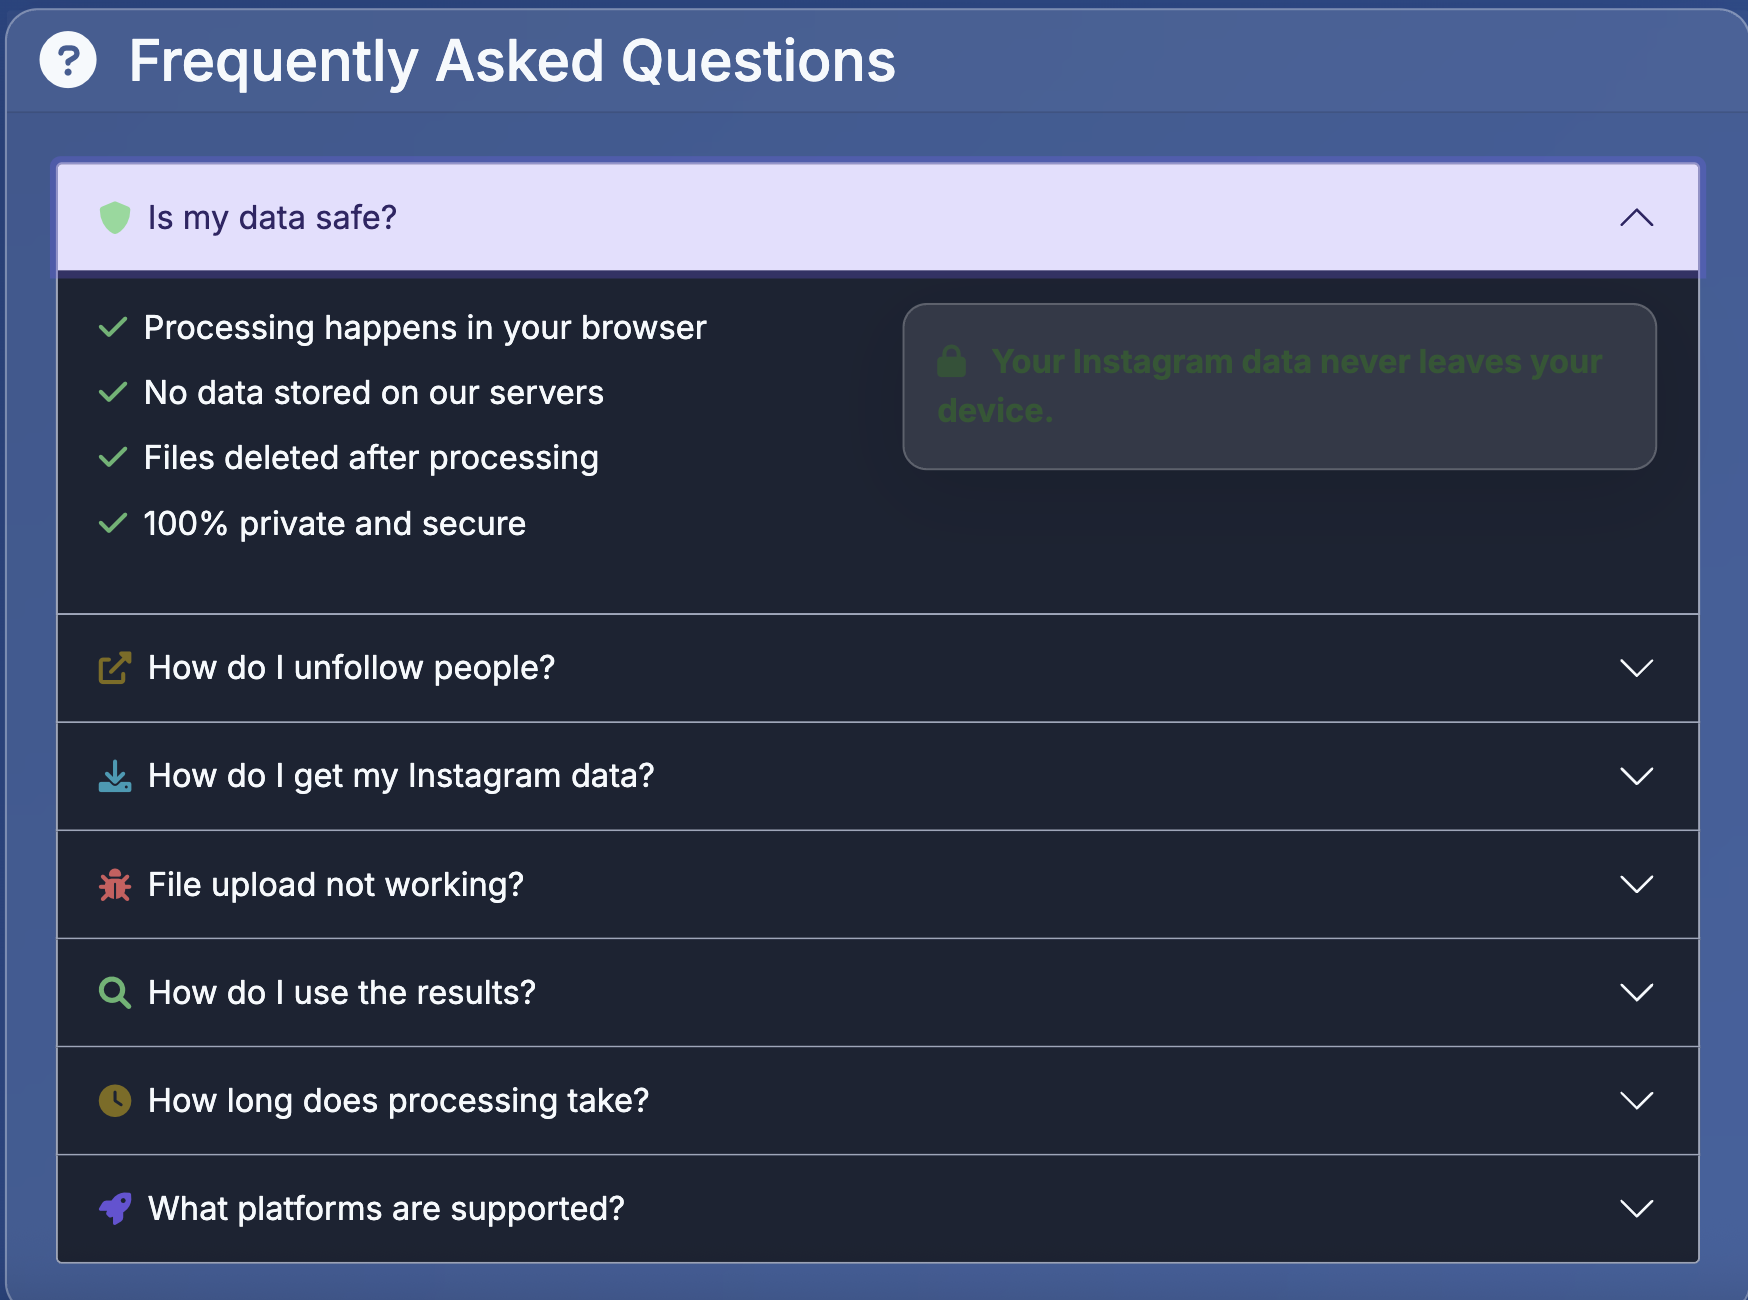 Frequently Asked Questions
Is my data safe?
Processing happens in your browser
No data stored on our servers
Files deleted after processing
100% private and secure
Your Instagram data never leaves your
device.
How do I unfollow people?
How do I get my Instagram data?
File upload not working?
How do I use the results?
How long does processing take?
What platforms are supported?